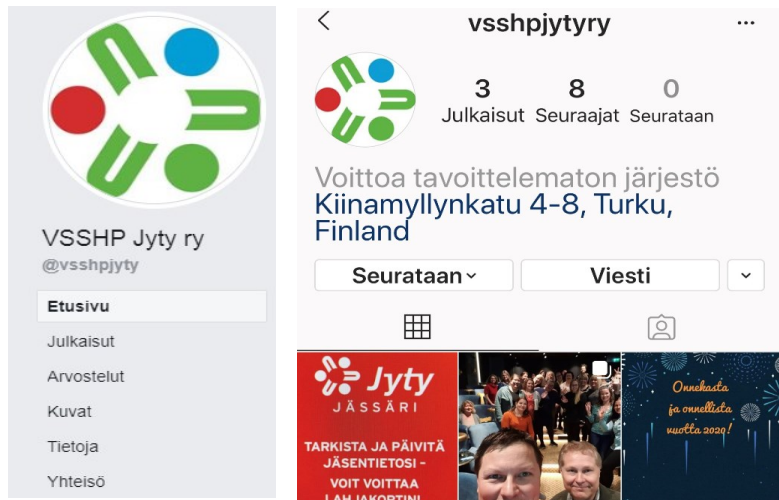 VSSHP Jyty ry
@vsshpjyty
Etusivu
Julkaisut
Arvostelut
Kuvat
Tietoja
Yhteisö
vsshpjytyry
3 8 0
Julkaisut Seuraajat Seurataan
Voittoa tavoittelematon järjestö
Kiinamyllynkatu 4-8, Turku,
Finland
Seurataan Viesti
Jyty
JÄSSÄRI
TARKISTA JA PÄIVITÄ
JÄSENTIETOSI -
VOIT VOITTAA
LAHJAKORTIN!
Onnekasta
ja onnellista
vuotta 2020!